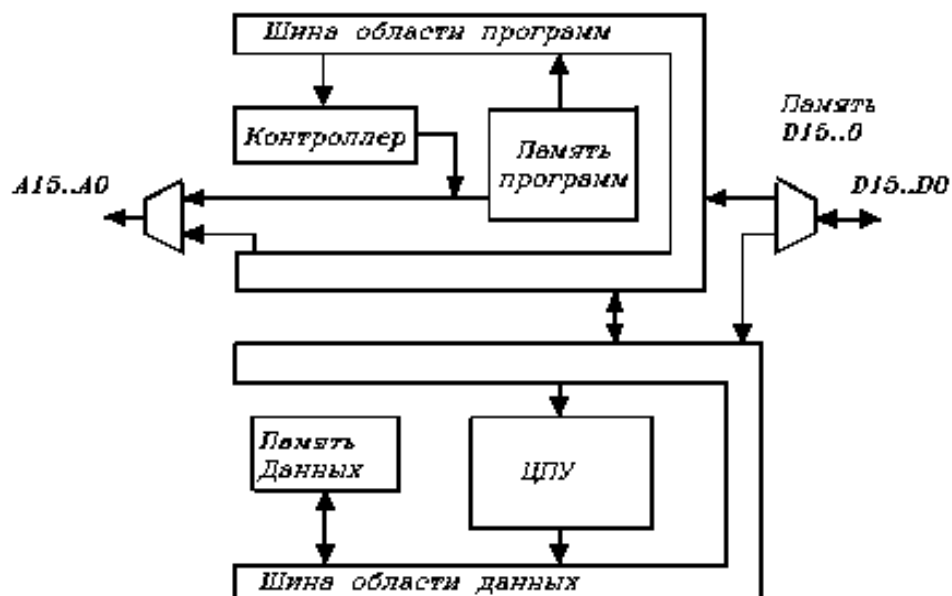 Шина области программ
Контроллер
Память
программ
Память
D15..0
A15..A0
D15..D0
Память
Данных
ЦПУ
Шина области данных